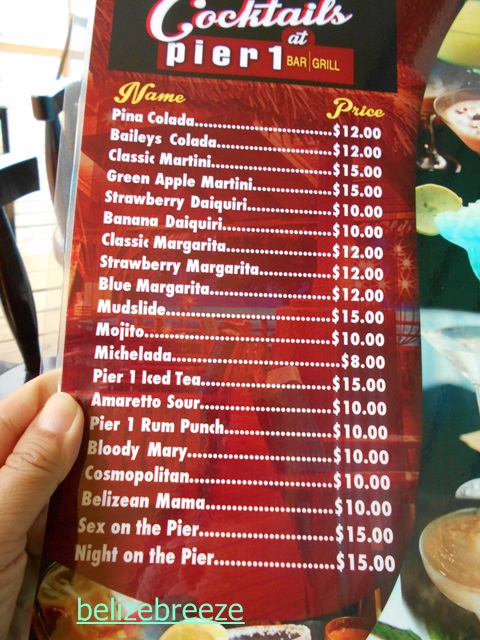 Cocktails
at
pier 1 BAR | GRILL
Name Price
Pina Colada........................$12.00
Baileys Colada........................$12.00
Classic Martini........................$15.00
Green Apple Martini................$15.00
Strawberry Daiquiri.................$10.00
Banana Daiquiri......................$10.00
Classic Margarita.....................$12.00
Strawberry Margarita...............$12.00
Blue Margarita........................$12.00
Mudslide..............................$15.00
Mojito.................................$10.00
Michelada..............................$8.00
Pier 1 Iced Tea........................$15.00
Amaretto Sour........................$10.00
Pier 1 Rum Punch....................$10.00
Bloody Mary...........................$10.00
Cosmopolitan..........................$10.00
Belizean Mama........................$10.00
Sex on the Pier........................$15.00
Night on the Pier......................$15.00
belizebreeze